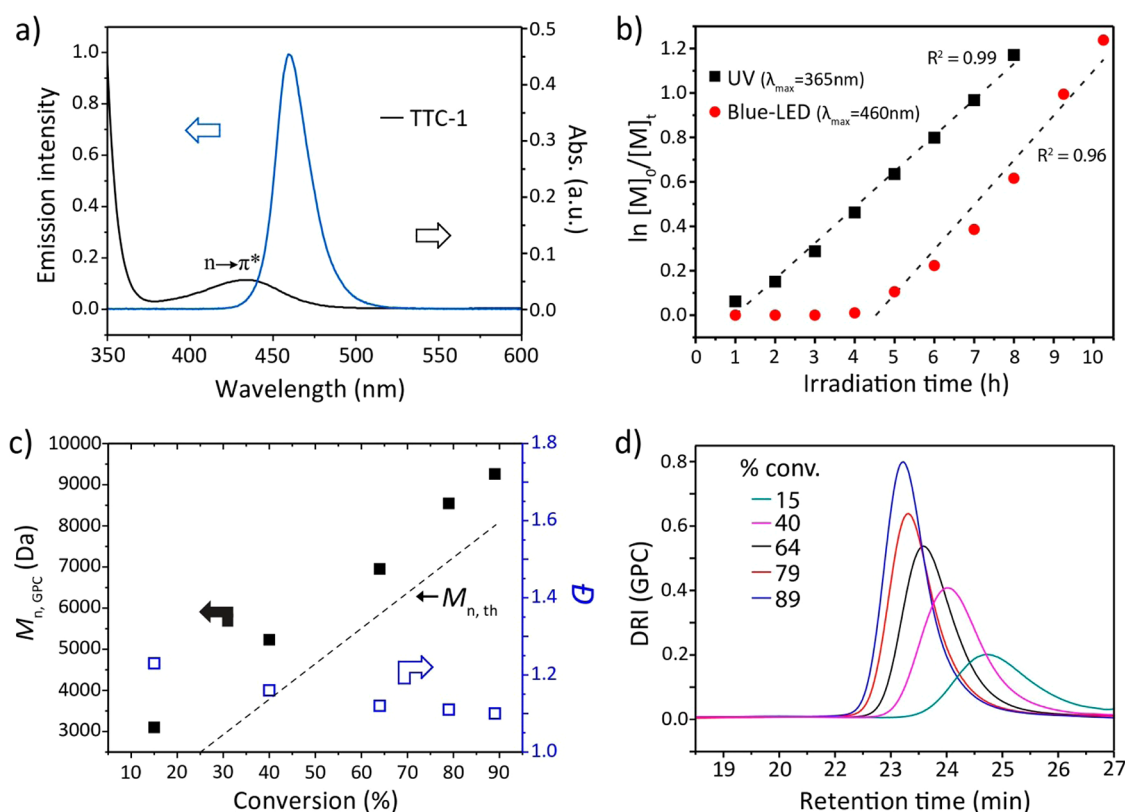 a)
Emission intensity
1.0
0.8
0.6
0.4
0.2
0.0
TTC-1
n→π*
0.5
0.4
0.3
0.2
0.1
0.0
Abs. (a.u.)
350 400 450 500 550 600
Wavelength (nm)
b)
ln [M]₀/[M]ₜ
1.2
1.0
0.8
0.6
0.4
0.2
0.0
UV (λmax=365nm)
Blue-LED (λmax=460nm)
R² = 0.99
R² = 0.96
0 1 2 3 4 5 6 7 8 9 10
Irradiation time (h)
c)
Mn, GPC (Da)
10000
9000
8000
7000
6000
5000
4000
3000
Mn, th
1.8
1.6
1.4
1.2
1.0
Đ
10 20 30 40 50 60 70 80 90
Conversion (%)
d)
DRI (GPC)
0.8
0.6
0.4
0.2
0.0
% conv.
15
40
64
79
89
19 20 21 22 23 24 25 26 27
Retention time (min)